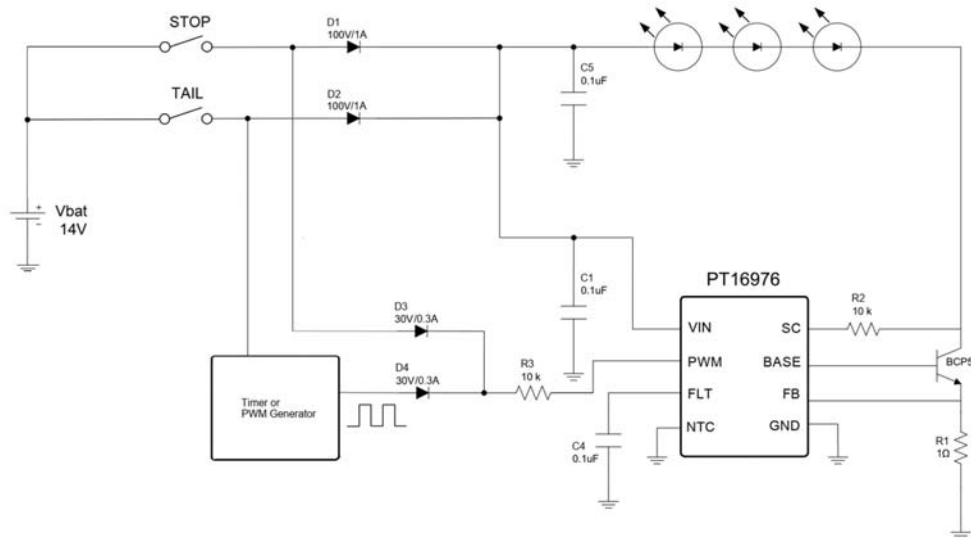 STOP
D1
100V/1A
TAIL
D2
100V/1A
C5
0.1uF
+
-
Vbat
14V
C1
0.1uF
D3
30V/0.3A
D4
30V/0.3A
R3
10 k
Timer or
PWM Generator
C4
0.1uF
PT16976
VIN
PWM
FLT
NTC
SC
BASE
FB
GND
R2
10 k
BCP5
R1
1Ω